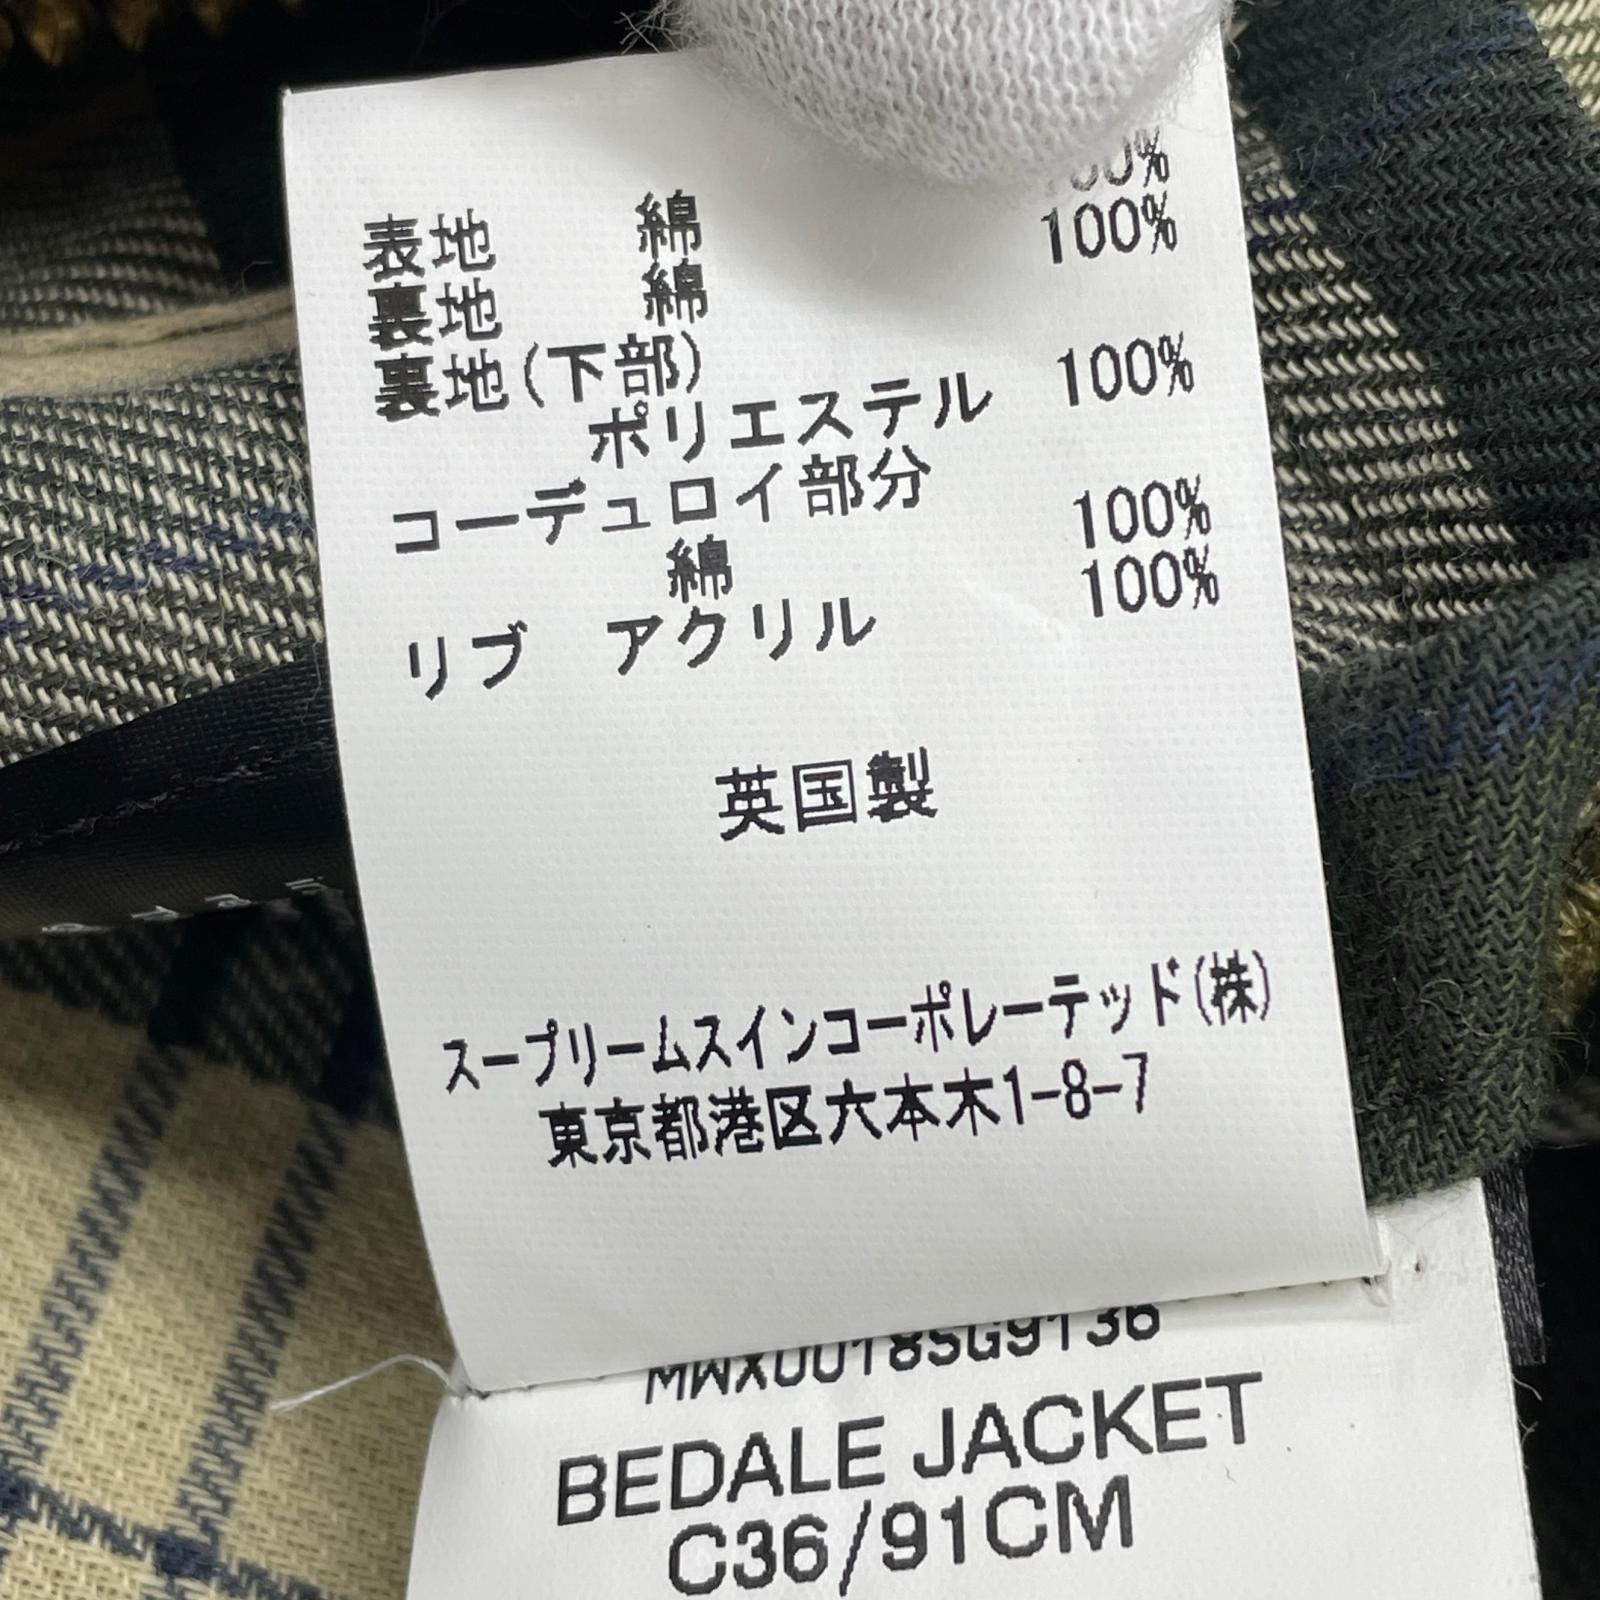 表地 綿 100%
裏地 綿 100%
裏地(下部)
ポリエステル 100%
コーデュロイ部分
綿 100%
リブ アクリル 100%
英国製
スープリームスインコーポレーテッド(株)
東京都港区六本木1-8-7
MWX0018SG9136
BEDALE JACKET
C36/91CM